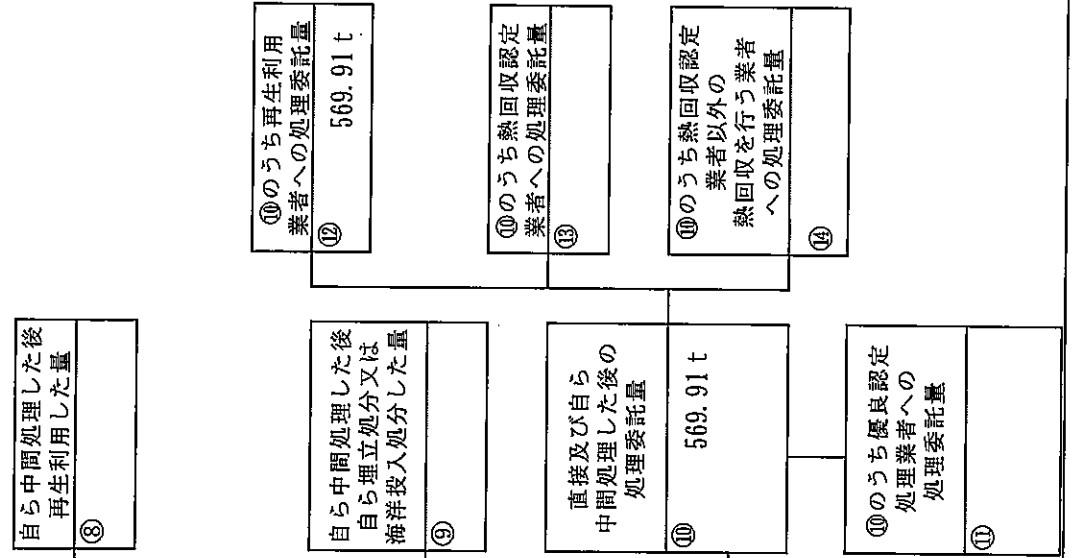 自ら中間処理した後
再生利用した量
⑧
自ら中間処理した後
自ら埋立処分又は
海洋投入処分した量
⑨
直接及び自ら
中間処理した後の
処理委託量
⑩
569.91t
⑩のうち優良認定
処理業者への
処理委託量
⑪
⑩のうち再生利用
業者への処理委託量
⑫
569.91t
⑩のうち熱回収認定
業者への処理委託量
⑬
⑩のうち熱回収認定
業者以外の
熱回収を行う業者
への処理委託量
⑭